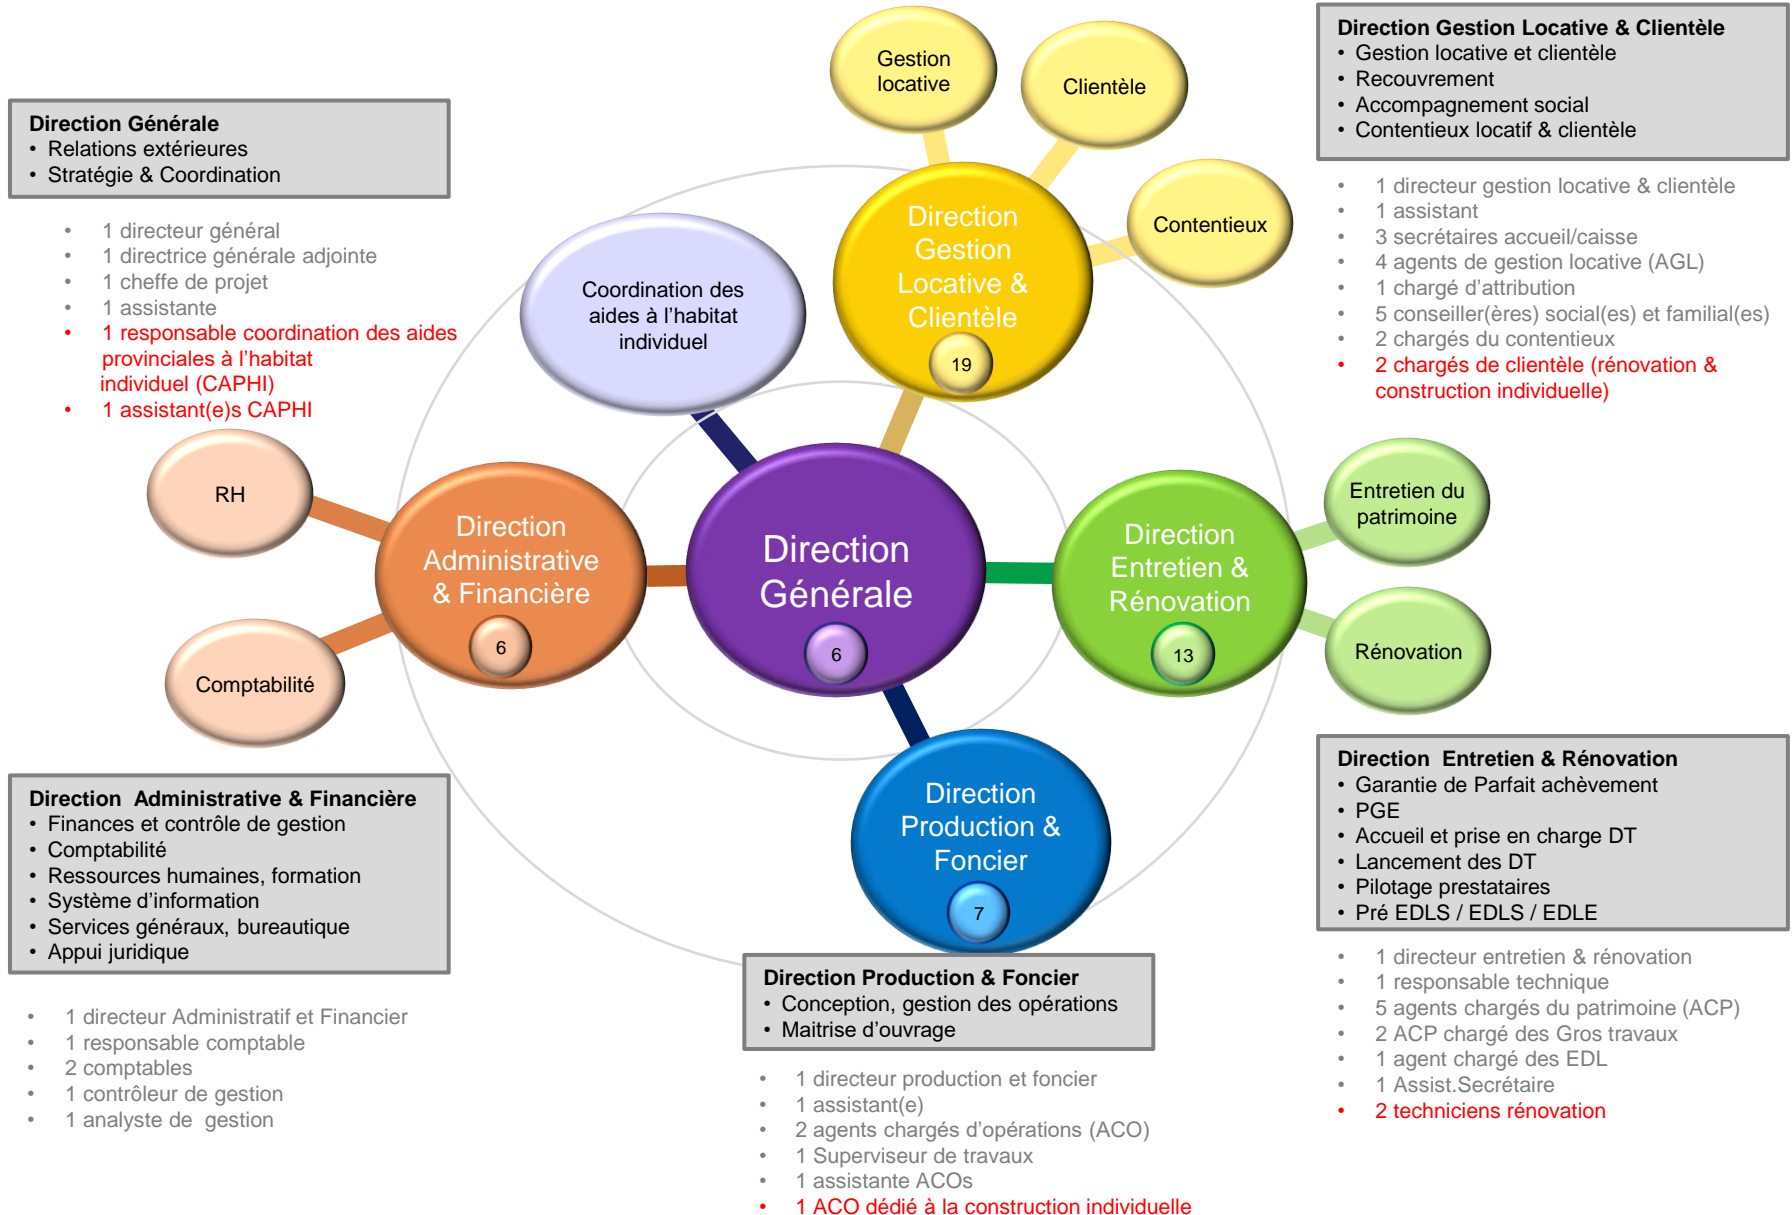 Direction Générale
• Relations extérieures
• Stratégie & Coordination
• 1 directeur général
• 1 directrice générale adjointe
• 1 cheffe de projet
• 1 assistante
• 1 responsable coordination des aides
provinciales à l'habitat
individuel (CAPHI)
• 1 assistant(e)s CAPHI
Gestion
locative
Clientèle
Contentieux
Direction
Gestion
Locative &
Clientèle
19
Coordination des
aides à l'habitat
individuel
Direction Gestion Locative & Clientèle
• Gestion locative et clientèle
• Recouvrement
• Accompagnement social
• Contentieux locatif & clientèle
• 1 directeur gestion locative & clientèle
• 1 assistant
• 3 secrétaires accueil/caisse
• 4 agents de gestion locative (AGL)
• 1 chargé d'attribution
• 5 conseiller(ères) social(es) et familial(es)
• 2 chargés du contentieux
• 2 chargés de clientèle (rénovation &
construction individuelle)
RH
Comptabilité
Direction
Administrative
& Financière
6
Direction
Générale
6
Direction
Entretien &
Rénovation
13
Entretien du
patrimoine
Rénovation
Direction
Production &
Foncier
7
Direction  Administrative & Financière
• Finances et contrôle de gestion
• Comptabilité
• Ressources humaines, formation
• Système d'information
• Services généraux, bureautique
• Appui juridique
• 1 directeur Administratif et Financier
• 1 responsable comptable
• 2 comptables
• 1 contrôleur de gestion
• 1 analyste de  gestion
Direction Production & Foncier
• Conception, gestion des opérations
• Maitrise d'ouvrage
• 1 directeur production et foncier
• 1 assistant(e)
• 2 agents chargés d'opérations (ACO)
• 1 Superviseur de travaux
• 1 assistante ACOs
• 1 ACO dédié à la construction individuelle
Direction  Entretien & Rénovation
• Garantie de Parfait achèvement
• PGE
• Accueil et prise en charge DT
• Lancement des DT
• Pilotage prestataires
• Pré EDLS / EDLS / EDLE
• 1 directeur entretien & rénovation
• 1 responsable technique
• 5 agents chargés du patrimoine (ACP)
• 2 ACP chargé des Gros travaux
• 1 agent chargé des EDL
• 1 Assist.Secrétaire
• 2 techniciens rénovation